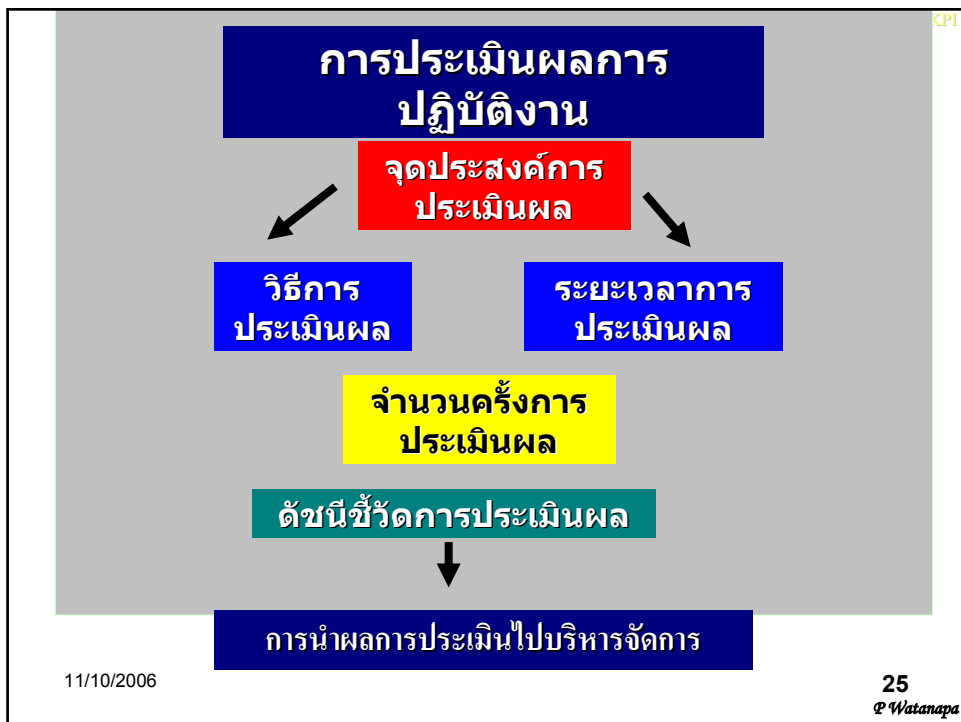 KPI
การประเมินผลการ
ปฏิบัติงาน
จุดประสงค์การ
ประเมินผล
วิธีการ
ประเมินผล
ระยะเวลาการ
ประเมินผล
จำนวนครั้งการ
ประเมินผล
ดัชนีชี้วัดการประเมินผล
การนำผลการประเมินไปบริหารจัดการ
11/10/2006
25
P Watanapa